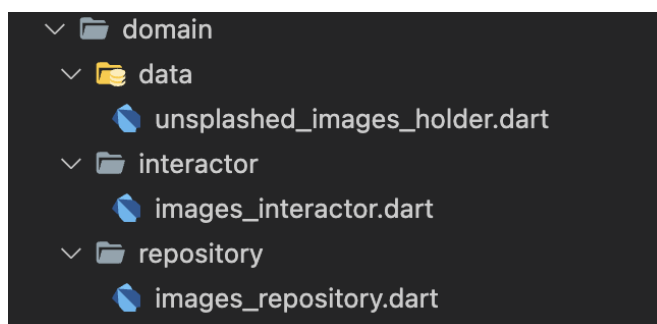 domain
data
unsplashed_images_holder.dart
interactor
images_interactor.dart
repository
images_repository.dart